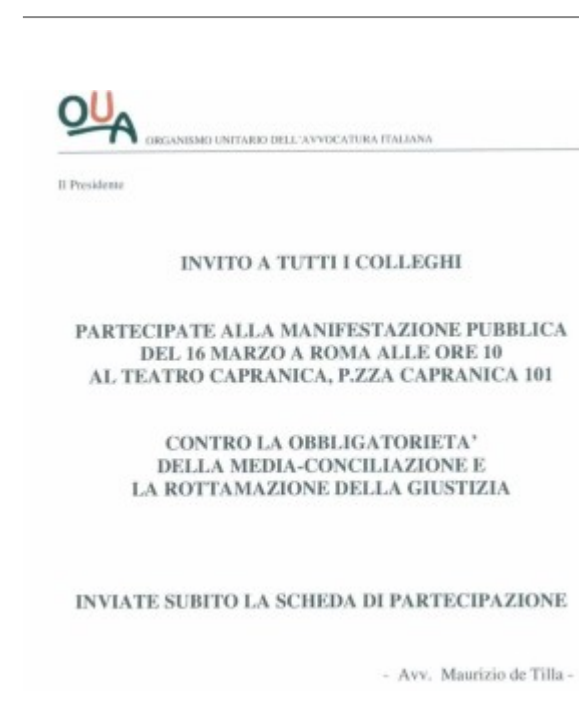 OUA
ORGANISMO UNITARIO DELL'AVVOCATURA ITALIANA
Il Presidente
INVITO A TUTTI I COLLEGHI
PARTECIPATE ALLA MANIFESTAZIONE PUBBLICA
DEL 16 MARZO A ROMA ALLE ORE 10
AL TEATRO CAPRANICA, P.ZZA CAPRANICA 101
CONTRO LA OBBLIGATORIETA'
DELLA MEDIA-CONCILIAZIONE E
LA ROTTAMAZIONE DELLA GIUSTIZIA
INVIATE SUBITO LA SCHEDA DI PARTECIPAZIONE
- Avv. Maurizio de Tilla -